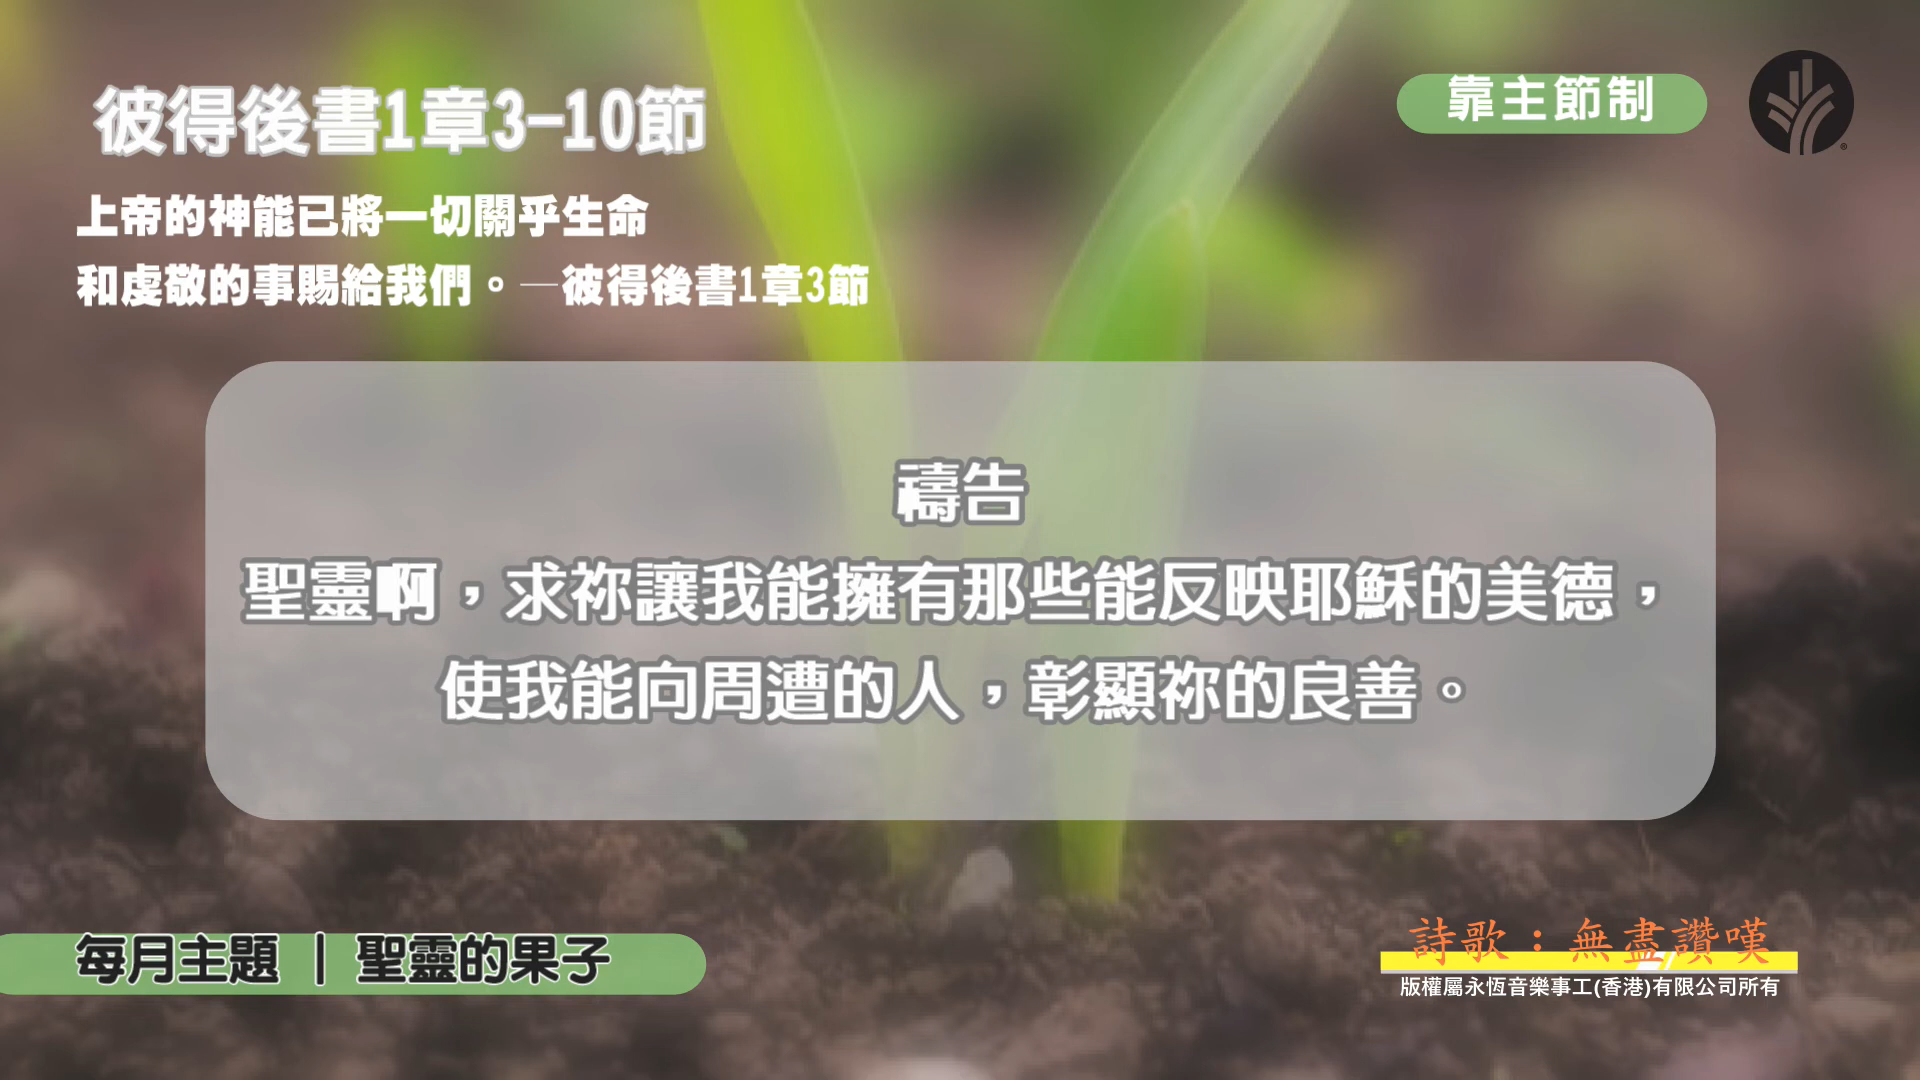 彼得後書1章3-10節
靠主節制
上帝的神能已將一切關乎生命
和虔敬的事賜給我們。—彼得後書1章3節
禱告
聖靈啊，求祢讓我能擁有那些能反映耶穌的美德，
使我能向周遭的人，彰顯祢的良善。
每月主題 | 聖靈的果子
詩歌：無盡讚嘆
版權屬永恆音樂事工(香港)有限公司所有